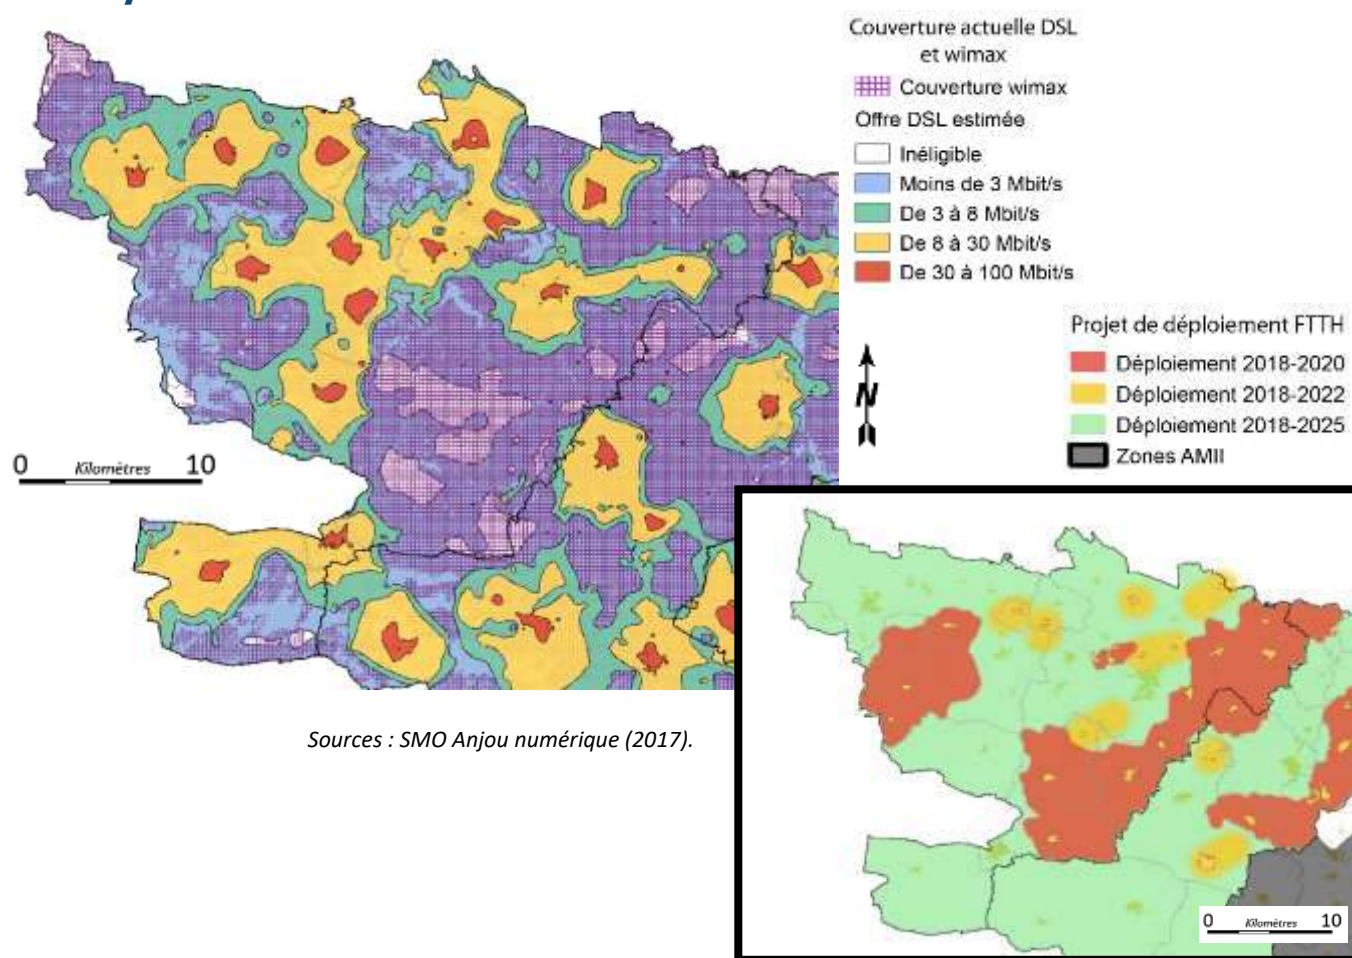 Couverture actuelle DSL
et wimax
Couverture wimax
Offre DSL estimée
Inéligible
Moins de 3 Mbit/s
De 3 à 8 Mbit/s
De 8 à 30 Mbit/s
De 30 à 100 Mbit/s
N
Projet de déploiement FTTH
Déploiement 2018-2020
Déploiement 2018-2022
Déploiement 2018-2025
Zones AMII
0 Kilomètres 10
Sources : SMO Anjou numérique (2017).
0 Kilomètres 10